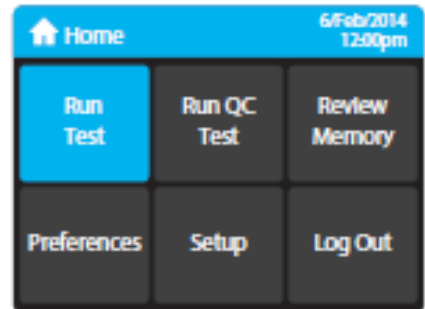 Home
6/Feb/2014
12:00pm
Run
Test
Run QC
Test
Review
Memory
Preferences
Setup
Log Out